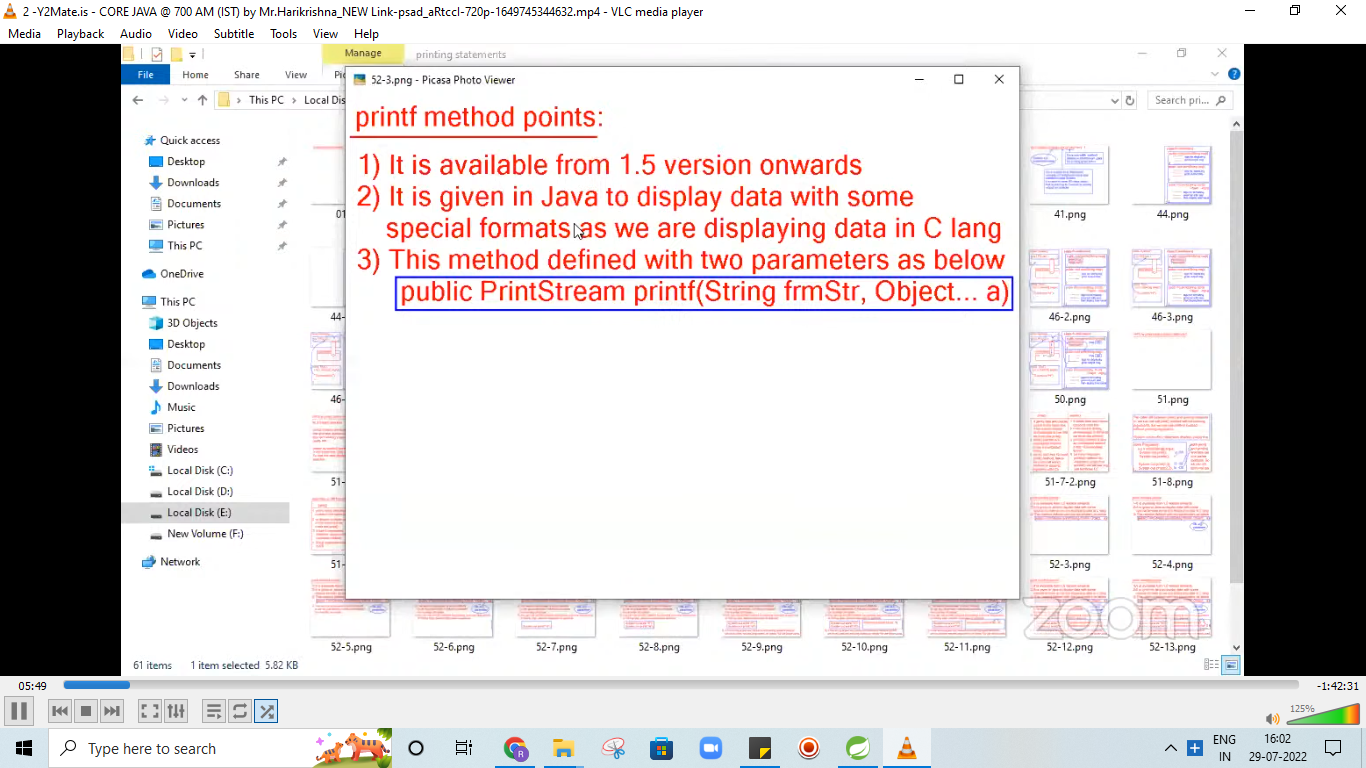 2 -Y2Mate.is - CORE JAVA @ 700 AM (IST) by Mr.Harikrishna_NEW Link-psad_aRtccI-720p-1649745344632.mp4 - VLC media player
Media Playback Audio Video Subtitle Tools View Help
Manage printing statements
File Home Share View
This PC Local Search pri...
52-3.png - Picasa Photo Viewer
printf method points:
1) It is available from 1.5 version onwards
2) It is given in Java to display data with some
special formats as we are displaying data in C lang
3) This method defined with two parameters as below
public PrintStream printf(String frmStr, Object... a)
Quick access
Desktop
Downloads
Documents
Pictures
This PC
OneDrive
This PC
3D Objects
Desktop
Documents
Downloads
Music
Pictures
Videos
Local Disk (C:)
Local Disk (D:)
Local Disk (E:)
New Volume (F:)
Network
41.png 44.png
46-2.png 46-3.png
50.png 51.png
51-7-2.png 51-8.png
52-3.png 52-4.png
52-5.png 52-6.png 52-7.png 52-8.png 52-9.png 52-10.png 52-11.png 52-12.png 52-13.png
zoom
61 items 1 item selected 5.82 KB
05:49 -1:42:31
125%
Type here to search
ENG
IN
16:02
29-07-2022